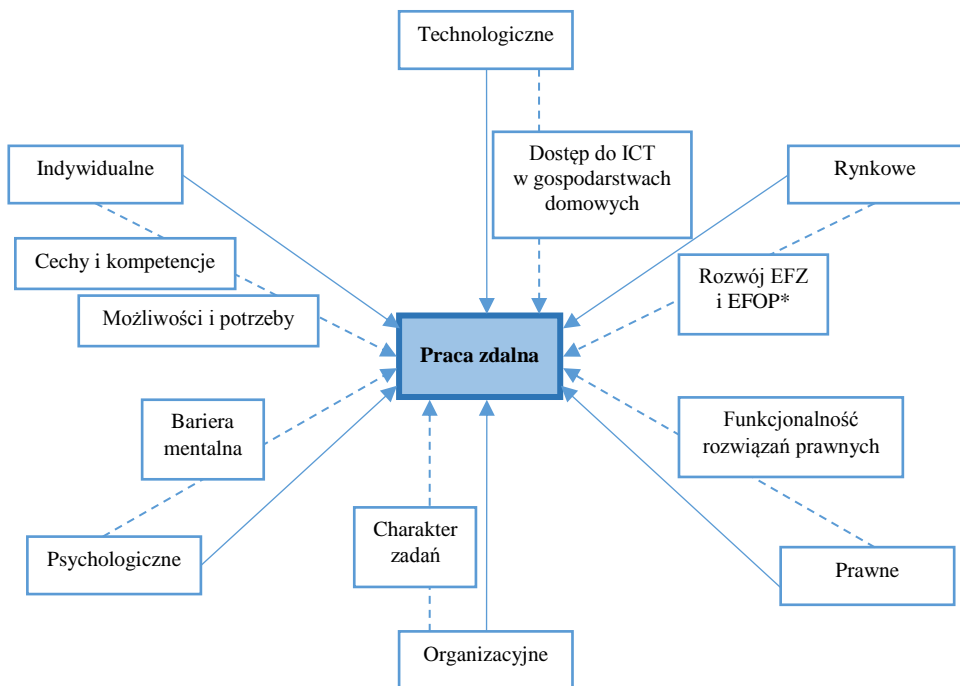 Technologiczne
Dostęp do ICT
w gospodarstwach
domowych
Indywidualne
Rynkowe
Cechy i kompetencje
Rozwój EFZ
i EFOP*
Możliwości i potrzeby
Praca zdalna
Bariera
mentalna
Funkcjonalność
rozwiązań prawnych
Charakter
zadań
Psychologiczne
Prawne
Organizacyjne